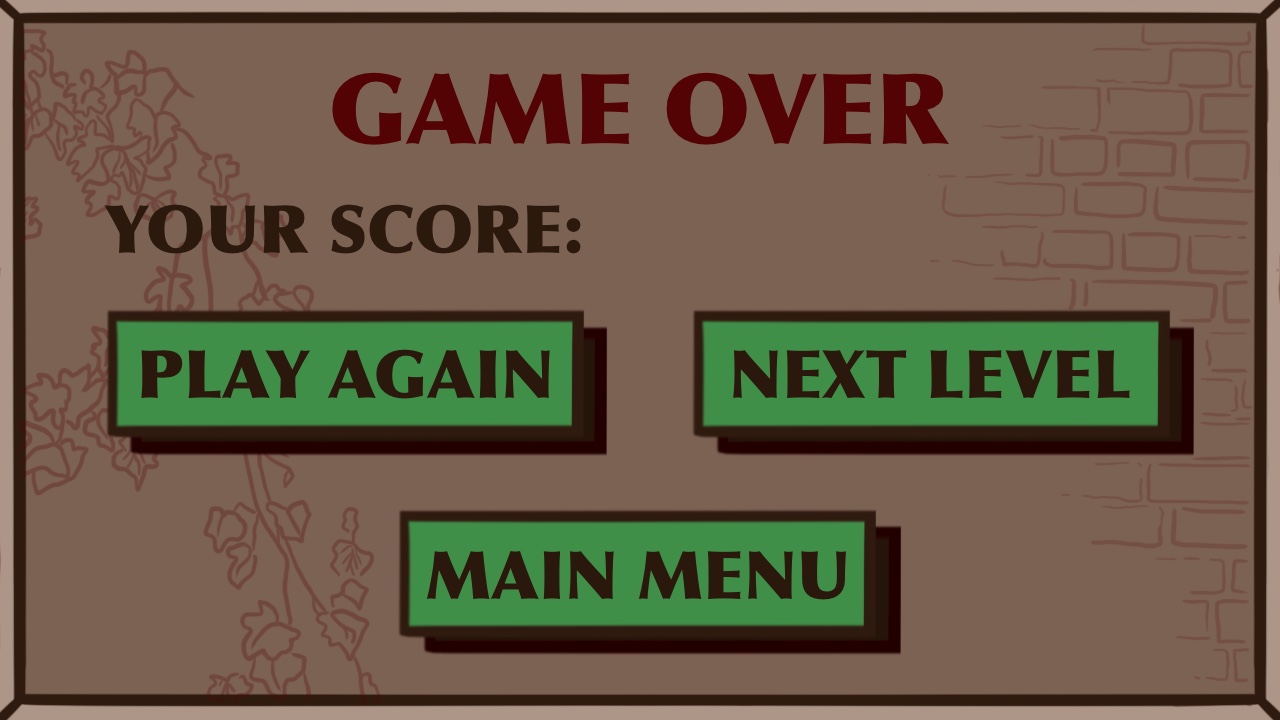 GAME OVER
YOUR SCORE:
PLAY AGAIN
NEXT LEVEL
MAIN MENU